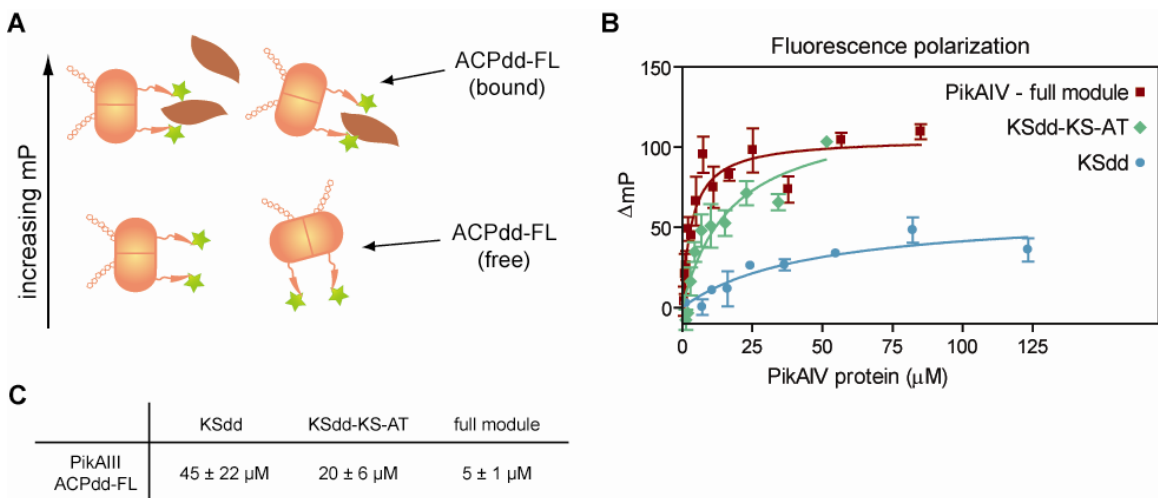 A
increasing mP
ACPdd-FL
(bound)
ACPdd-FL
(free)
B
Fluorescence polarization
150
100
50
0
ΔmP
PikAIV - full module
KSdd-KS-AT
KSdd
0 25 50 75 100 125
PikAIV protein (μM)
C
KSdd KSdd-KS-AT full module
PikAIII
ACPdd-FL
45 ± 22 μM 20 ± 6 μM 5 ± 1 μM